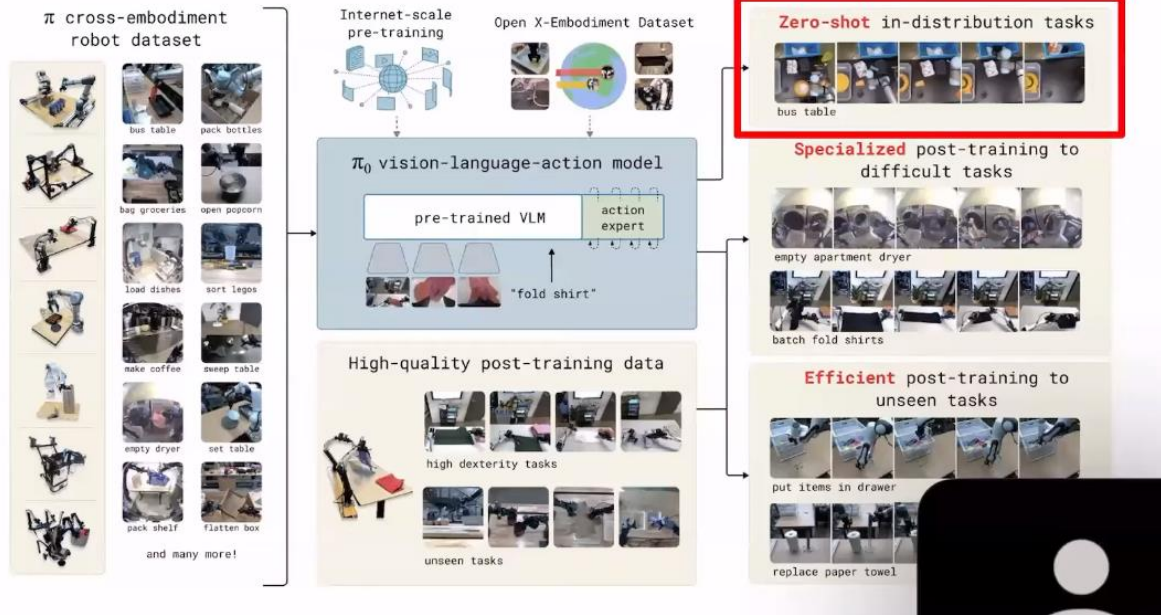 π cross-embodiment
robot dataset
bus table
pack bottles
bag groceries
open popcorn
load dishes
sort legos
make coffee
sweep table
empty dryer
set table
pack shelf
flatten box
and many more!
Internet-scale
pre-training
Open X-Embodiment Dataset
π₀ vision-language-action model
pre-trained VLM
action
expert
"fold shirt"
High-quality post-training data
high dexterity tasks
unseen tasks
Zero-shot in-distribution tasks
bus table
Specialized post-training to
difficult tasks
empty apartment dryer
batch fold shirts
Efficient post-training to
unseen tasks
put items in drawer
replace paper towel